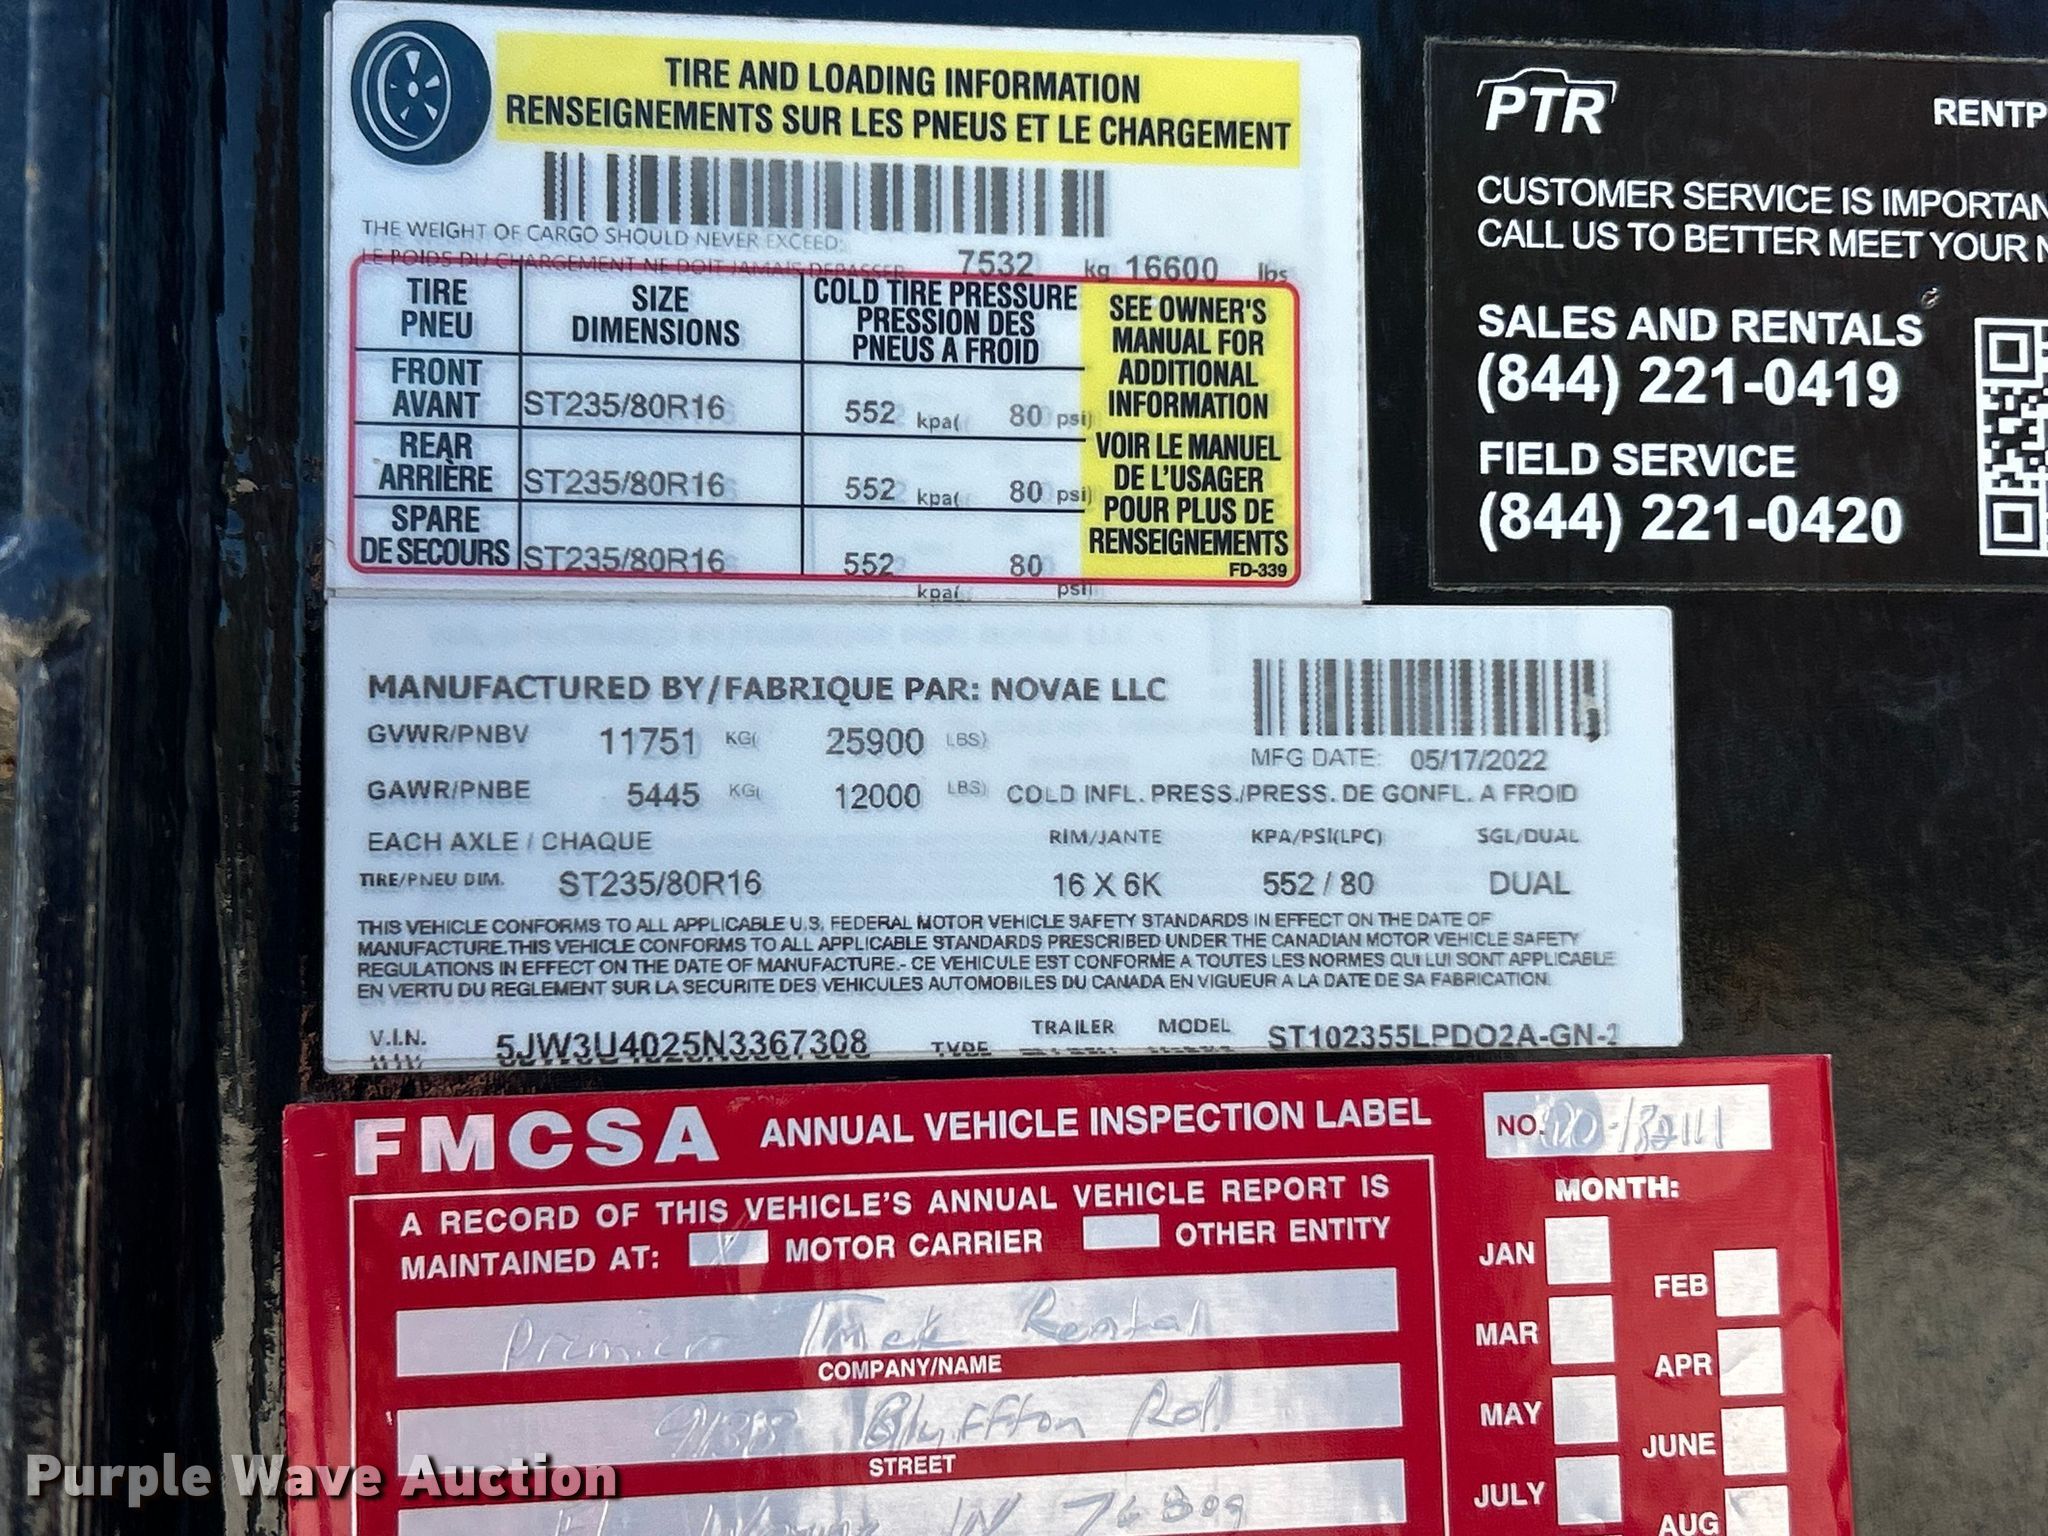 TIRE AND LOADING INFORMATION
RENSEIGNEMENTS SUR LES PNEUS ET LE CHARGEMENT
THE WEIGHT OF CARGO SHOULD NEVER EXCEED:
LE POIDS DU CHARGEMENT NE DOIT JAMAIS DEPASSER 7532 kg 16600 lbs
TIRE PNEU SIZE DIMENSIONS COLD TIRE PRESSURE PRESSION DES PNEUS A FROID
FRONT AVANT ST235/80R16 552 kpa( 80 psi)
REAR ARRIÈRE ST235/80R16 552 kpa( 80 psi)
SPARE DE SECOURS ST235/80R16 552 kpa( 80 psi)
SEE OWNER'S
MANUAL FOR
ADDITIONAL
INFORMATION
VOIR LE MANUEL
DE L'USAGER
POUR PLUS DE
RENSEIGNEMENTS
FD-339
PTR RENTP
CUSTOMER SERVICE IS IMPORTAN
CALL US TO BETTER MEET YOUR N
SALES AND RENTALS
(844) 221-0419
FIELD SERVICE
(844) 221-0420
MANUFACTURED BY/FABRIQUE PAR: NOVAE LLC
GVWR/PNBV 11751 KG( 25900 LBS)
MFG DATE: 05/17/2022
GAWR/PNBE 5445 KG( 12000 LBS) COLD INFL. PRESS./PRESS. DE GONFL. A FROID
EACH AXLE / CHAQUE RIM/JANTE KPA/PSI(LPC) SGL/DUAL
TIRE/PNEU DIM. ST235/80R16 16 X 6K 552 / 80 DUAL
THIS VEHICLE CONFORMS TO ALL APPLICABLE U.S. FEDERAL MOTOR VEHICLE SAFETY STANDARDS IN EFFECT ON THE DATE OF
MANUFACTURE.THIS VEHICLE CONFORMS TO ALL APPLICABLE STANDARDS PRESCRIBED UNDER THE CANADIAN MOTOR VEHICLE SAFETY
REGULATIONS IN EFFECT ON THE DATE OF MANUFACTURE.- CE VEHICULE EST CONFORME A TOUTES LES NORMES QUI LUI SONT APPLICABLE
EN VERTU DU REGLEMENT SUR LA SECURITE DES VEHICULES AUTOMOBILES DU CANADA EN VIGUEUR A LA DATE DE SA FABRICATION.
V.I.N. 5JW3U4025N3367308 TYPE TRAILER MODEL ST102355LPDO2A-GN-2
FMCSA ANNUAL VEHICLE INSPECTION LABEL NO.
A RECORD OF THIS VEHICLE'S ANNUAL VEHICLE REPORT IS
MAINTAINED AT: MOTOR CARRIER OTHER ENTITY
Premier Truck Rental
COMPANY/NAME
9138 Bluffton Rd.
STREET
Ft. Wayne IN
MONTH:
JAN
FEB
MAR
APR
MAY
JUNE
JULY
AUG
Purple Wave Auction